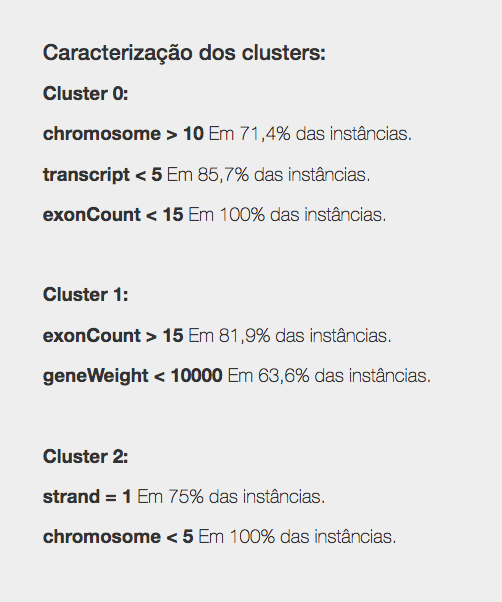 Caracterização dos clusters:
Cluster 0:
chromosome > 10 Em 71,4% das instâncias.
transcript < 5 Em 85,7% das instâncias.
exonCount < 15 Em 100% das instâncias.
Cluster 1:
exonCount > 15 Em 81,9% das instâncias.
geneWeight < 10000 Em 63,6% das instâncias.
Cluster 2:
strand = 1 Em 75% das instâncias.
chromosome < 5 Em 100% das instâncias.